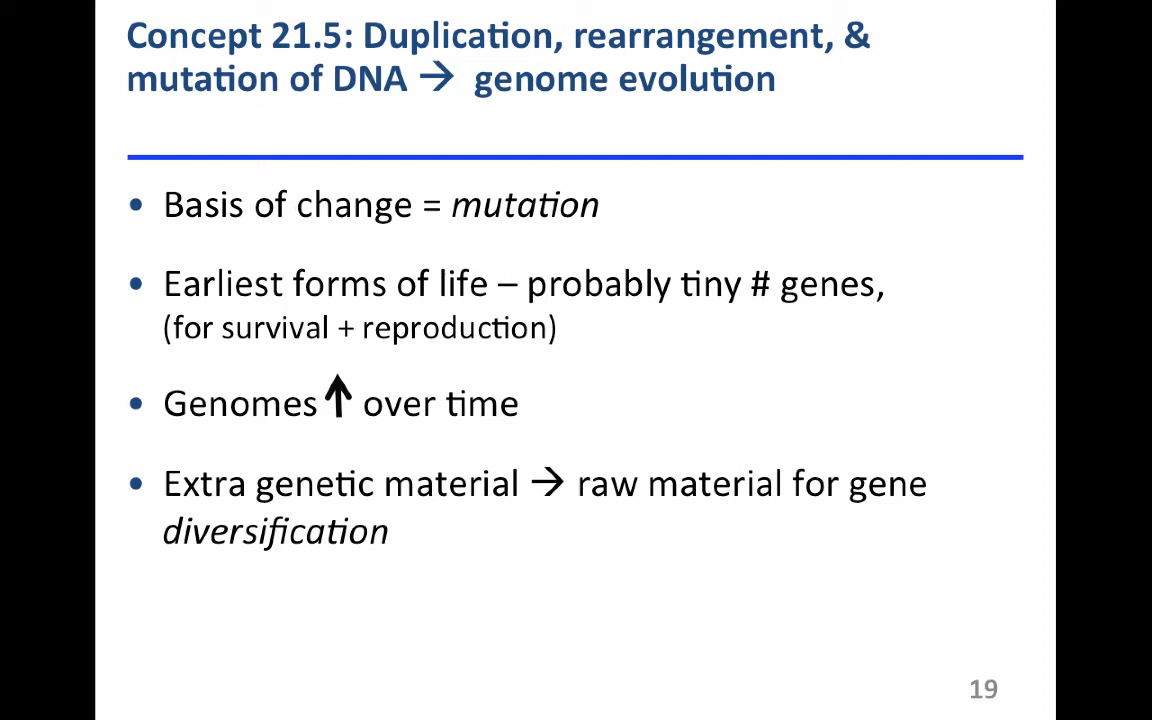 Concept 21.5: Duplication, rearrangement, &
mutation of DNA → genome evolution
• Basis of change = mutation
• Earliest forms of life – probably tiny # genes,
(for survival + reproduction)
• Genomes ↑ over time
• Extra genetic material → raw material for gene
diversification
19